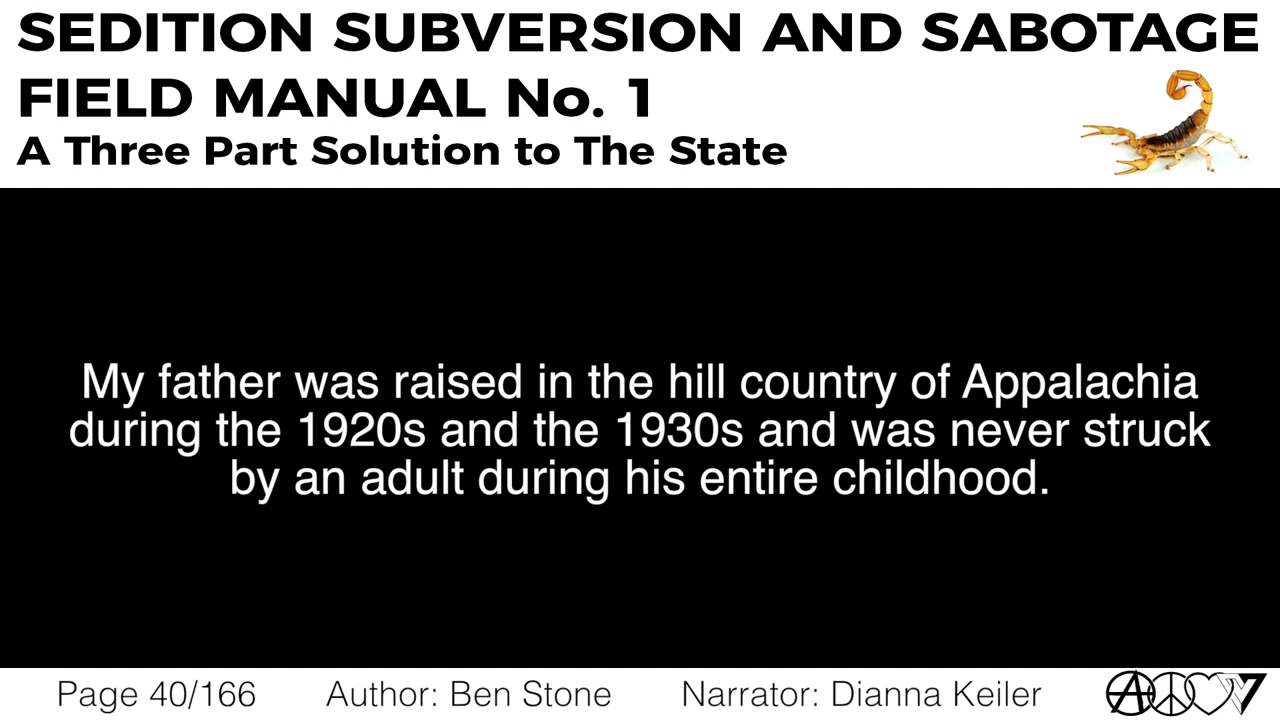 SEDITION SUBVERSION AND SABOTAGE
FIELD MANUAL No. 1
A Three Part Solution to The State
My father was raised in the hill country of Appalachia
during the 1920s and the 1930s and was never struck
by an adult during his entire childhood.
Page 40/166 Author: Ben Stone Narrator: Dianna Keiler